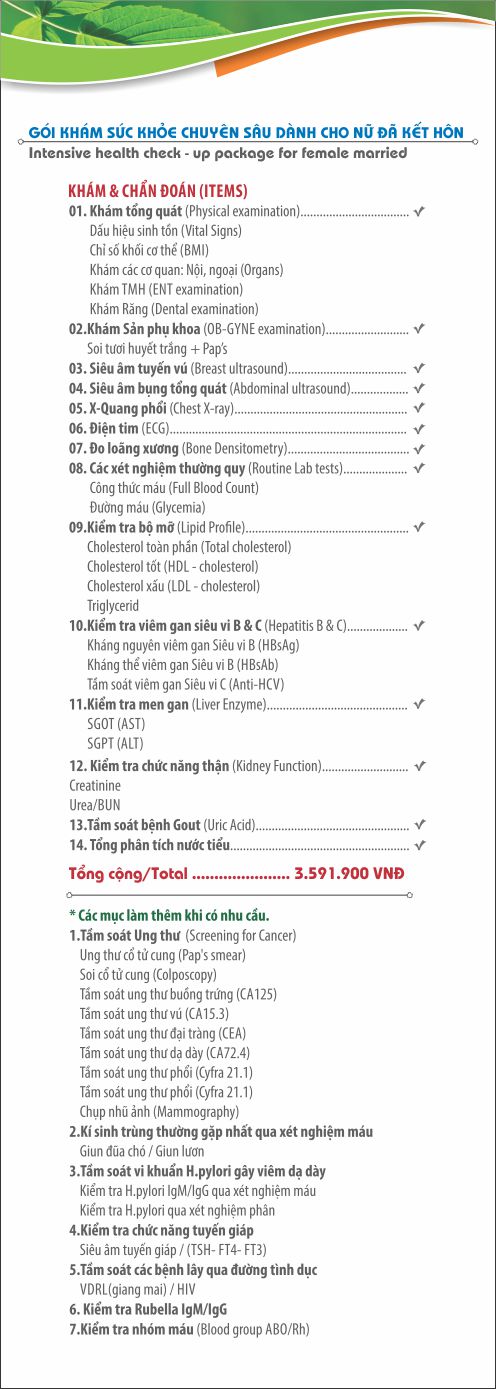 GÓI KHÁM SỨC KHỎE CHUYÊN SÂU DÀNH CHO NỮ ĐÃ KẾT HÔN
Intensive health check - up package for female married
KHÁM & CHẨN ĐOÁN (ITEMS)
01. Khám tổng quát (Physical examination).................................. √
Dấu hiệu sinh tồn (Vital Signs)
Chỉ số khối cơ thể (BMI)
Khám các cơ quan: Nội, ngoại (Organs)
Khám TMH (ENT examination)
Khám Răng (Dental examination)
02.Khám Sản phụ khoa (OB-GYNE examination).......................... √
Soi tươi huyết trắng + Pap's
03. Siêu âm tuyến vú (Breast ultrasound)..................................... √
04. Siêu âm bụng tổng quát (Abdominal ultrasound).................. √
05. X-Quang phổi (Chest X-ray)...................................................... √
06. Điện tim (ECG).......................................................................... √
07. Đo loãng xương (Bone Densitometry)...................................... √
08. Các xét nghiệm thường quy (Routine Lab tests).................... √
Công thức máu (Full Blood Count)
Đường máu (Glycemia)
09.Kiểm tra bộ mỡ (Lipid Profile)................................................... √
Cholesterol toàn phần (Total cholesterol)
Cholesterol tốt (HDL - cholesterol)
Cholesterol xấu (LDL - cholesterol)
Triglycerid
10.Kiểm tra viêm gan siêu vi B & C (Hepatitis B & C)................... √
Kháng nguyên viêm gan Siêu vi B (HBsAg)
Kháng thể viêm gan Siêu vi B (HBsAb)
Tầm soát viêm gan Siêu vi C (Anti-HCV)
11.Kiểm tra men gan (Liver Enzyme)............................................ √
SGOT (AST)
SGPT (ALT)
12. Kiểm tra chức năng thận (Kidney Function)........................... √
Creatinine
Urea/BUN
13.Tầm soát bệnh Gout (Uric Acid)................................................ √
14. Tổng phân tích nước tiểu........................................................ √
Tổng cộng/Total ...................... 3.591.900 VNĐ
* Các mục làm thêm khi có nhu cầu.
1.Tầm soát Ung thư (Screening for Cancer)
Ung thư cổ tử cung (Pap's smear)
Soi cổ tử cung (Colposcopy)
Tầm soát ung thư buồng trứng (CA125)
Tầm soát ung thư vú (CA15.3)
Tầm soát ung thư đại tràng (CEA)
Tầm soát ung thư dạ dày (CA72.4)
Tầm soát ung thư phổi (Cyfra 21.1)
Tầm soát ung thư phổi (Cyfra 21.1)
Chụp nhũ ảnh (Mammography)
2.Kí sinh trùng thường gặp nhất qua xét nghiệm máu
Giun đũa chó / Giun lươn
3.Tầm soát vi khuẩn H.pylori gây viêm dạ dày
Kiểm tra H.pylori IgM/IgG qua xét nghiệm máu
Kiểm tra H.pylori qua xét nghiệm phân
4.Kiểm tra chức năng tuyến giáp
Siêu âm tuyến giáp / (TSH- FT4- FT3)
5.Tầm soát các bệnh lây qua đường tình dục
VDRL(giang mai) / HIV
6. Kiểm tra Rubella IgM/IgG
7.Kiểm tra nhóm máu (Blood group ABO/Rh)